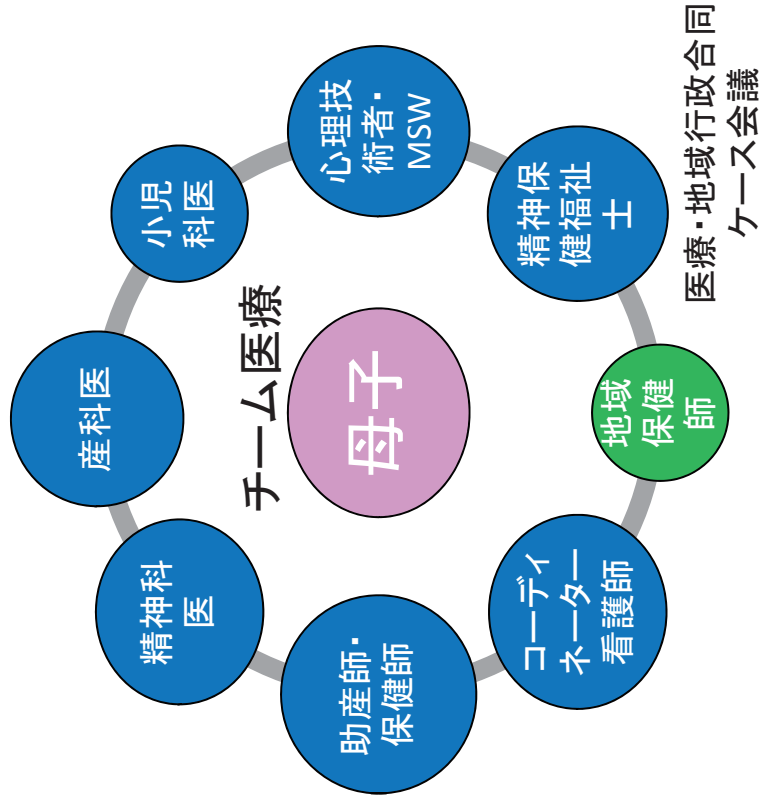 助産師・
保健師
コーディ
ネーター
看護師
精神科
医
チーム医療
地域
保健
師
母子
産科医
精神保
健福祉
士
小児
科医
心理技
術者・
MSW
医療・地域行政合同
ケース会議